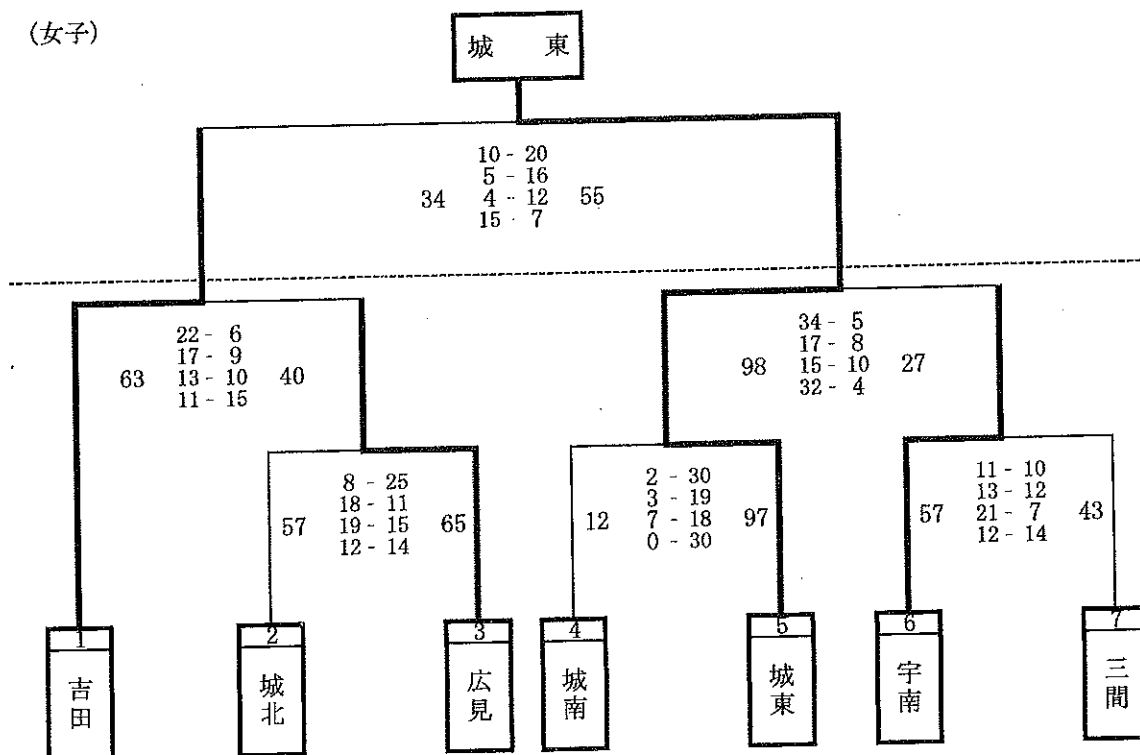 (女子)
城 東
10 - 20
5 - 16
34 4 - 12 55
15 - 7
22 - 6
17 - 9
63 13 - 10 40
11 - 15
34 - 5
17 - 8
98 15 - 10 27
32 - 4
8 - 25
18 - 11
57 19 - 15 65
12 - 14
2 - 30
3 - 19
12 7 - 18 97
0 - 30
11 - 10
13 - 12
57 21 - 7 43
12 - 14
1
吉田
2
城北
3
広見
4
城南
5
城東
6
宇南
7
三間